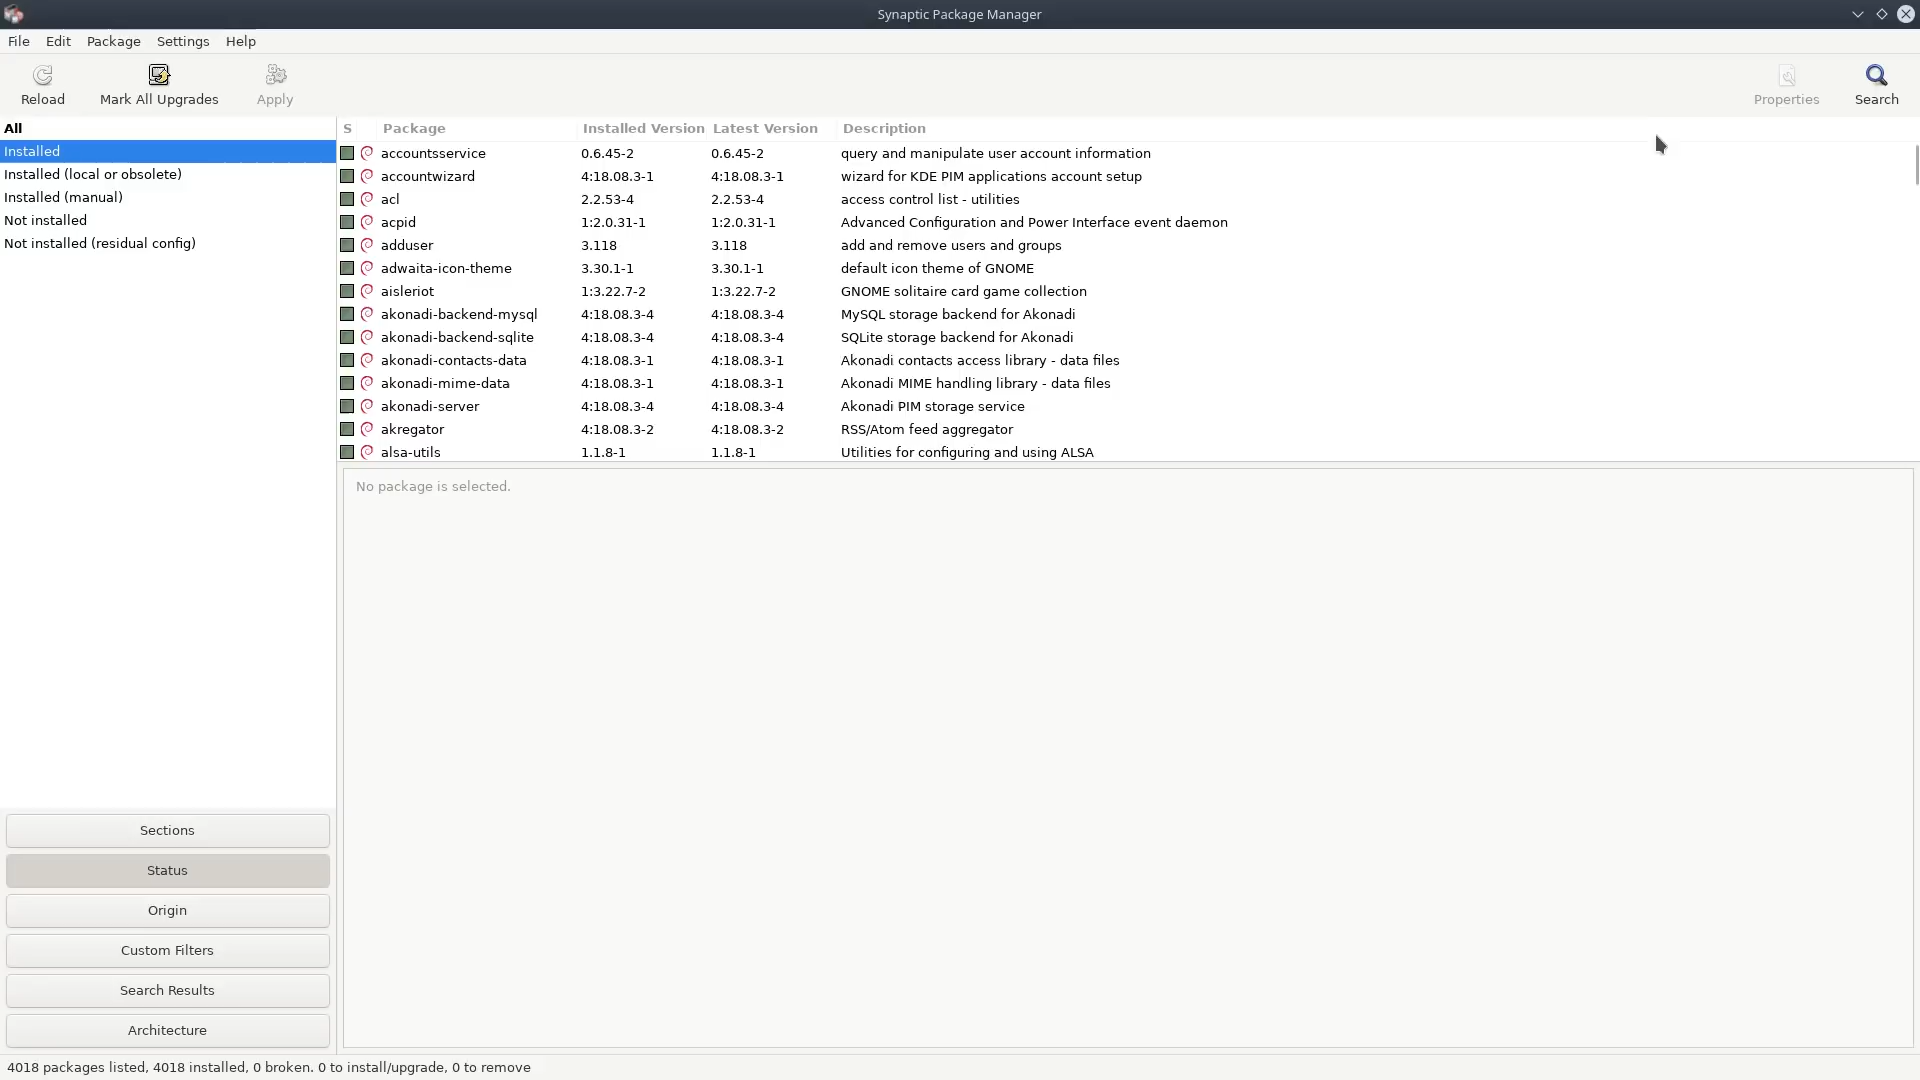 Synaptic Package Manager
File Edit Package Settings Help
Reload Mark All Upgrades Apply Properties Search
All
Installed
Installed (local or obsolete)
Installed (manual)
Not installed
Not installed (residual config)
Sections
Status
Origin
Custom Filters
Search Results
Architecture
S Package Installed Version Latest Version Description
accountsservice 0.6.45-2 0.6.45-2 query and manipulate user account information
accountwizard 4:18.08.3-1 4:18.08.3-1 wizard for KDE PIM applications account setup
acl 2.2.53-4 2.2.53-4 access control list - utilities
acpid 1:2.0.31-1 1:2.0.31-1 Advanced Configuration and Power Interface event daemon
adduser 3.118 3.118 add and remove users and groups
adwaita-icon-theme 3.30.1-1 3.30.1-1 default icon theme of GNOME
aisleriot 1:3.22.7-2 1:3.22.7-2 GNOME solitaire card game collection
akonadi-backend-mysql 4:18.08.3-4 4:18.08.3-4 MySQL storage backend for Akonadi
akonadi-backend-sqlite 4:18.08.3-4 4:18.08.3-4 SQLite storage backend for Akonadi
akonadi-contacts-data 4:18.08.3-1 4:18.08.3-1 Akonadi contacts access library - data files
akonadi-mime-data 4:18.08.3-1 4:18.08.3-1 Akonadi MIME handling library - data files
akonadi-server 4:18.08.3-4 4:18.08.3-4 Akonadi PIM storage service
akregator 4:18.08.3-2 4:18.08.3-2 RSS/Atom feed aggregator
alsa-utils 1.1.8-1 1.1.8-1 Utilities for configuring and using ALSA
No package is selected.
4018 packages listed, 4018 installed, 0 broken. 0 to install/upgrade, 0 to remove